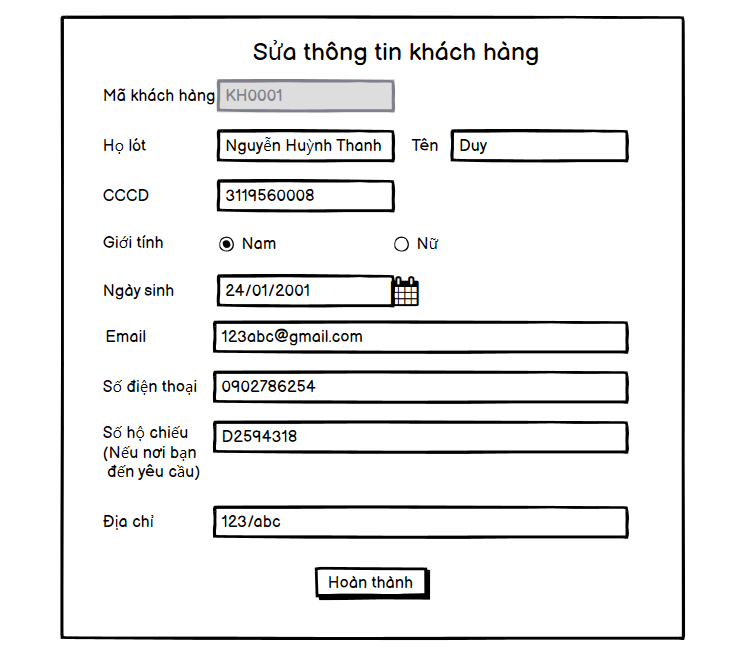 Sửa thông tin khách hàng
Mã khách hàng KH0001
Họ lót Nguyễn Huỳnh Thanh Tên Duy
CCCD 3119560008
Giới tính Nam Nữ
Ngày sinh 24/01/2001
Email 123abc@gmail.com
Số điện thoại 0902786254
Số hộ chiếu D2594318
(Nếu nơi bạn
đến yêu cầu)
Địa chỉ 123/abc
Hoàn thành